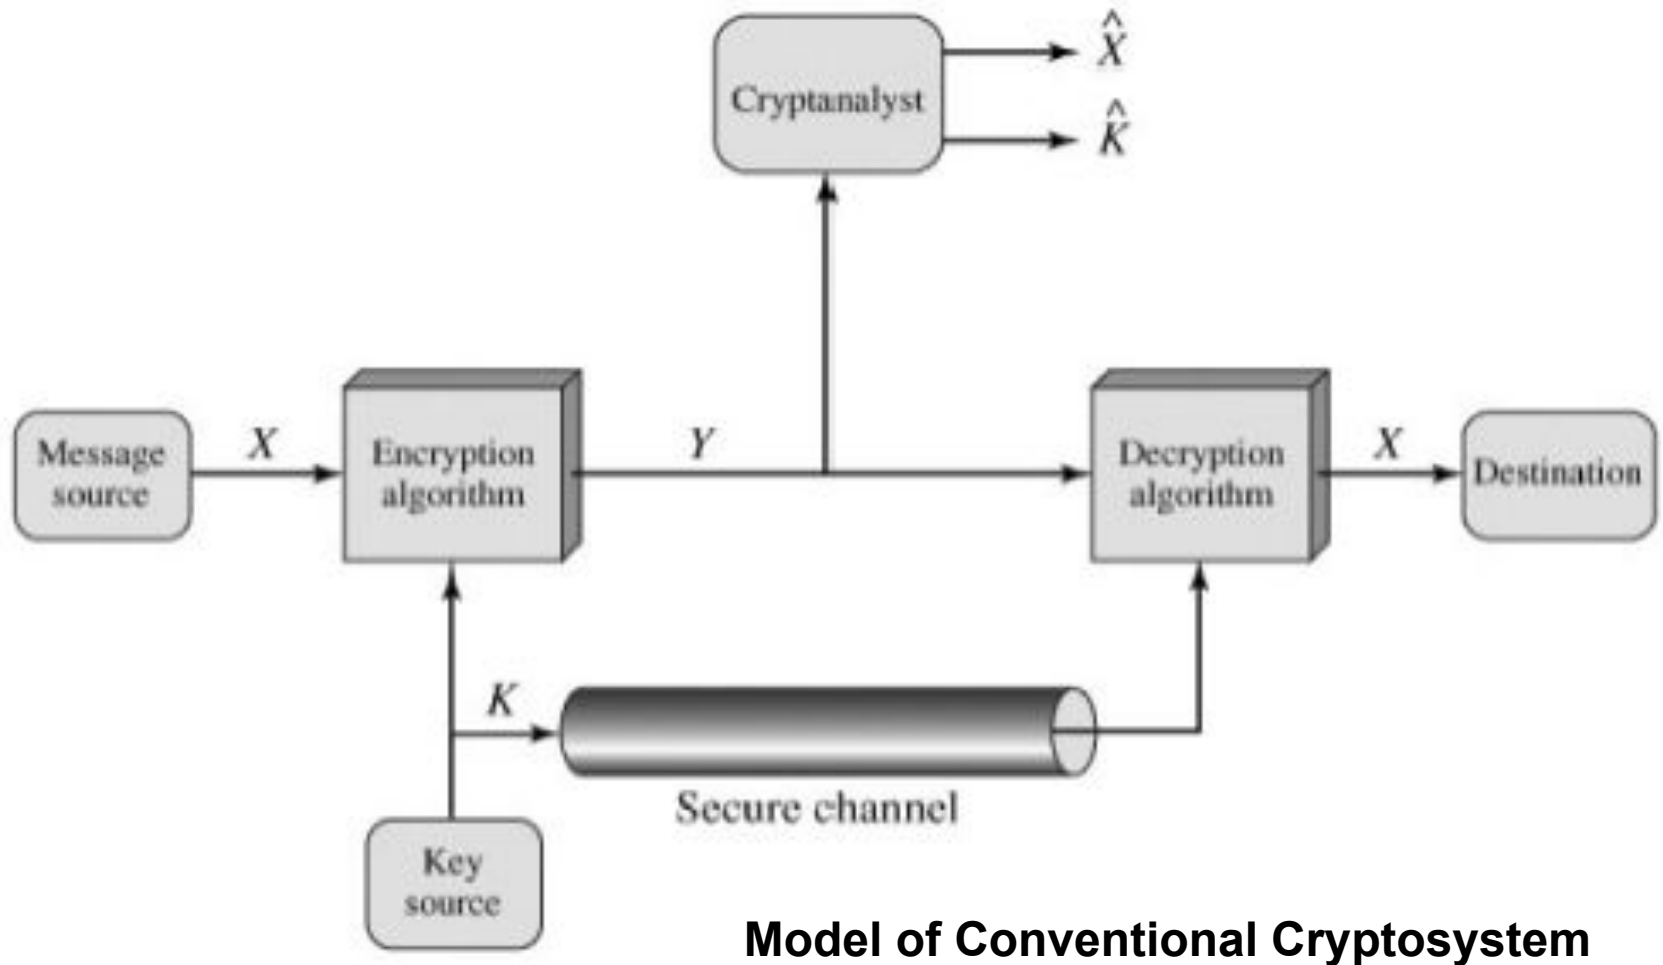 Cryptanalyst
X̂
K̂
Message
source
X
Encryption
algorithm
Y
Decryption
algorithm
X
Destination
K
Secure channel
Key
source
Model of Conventional Cryptosystem